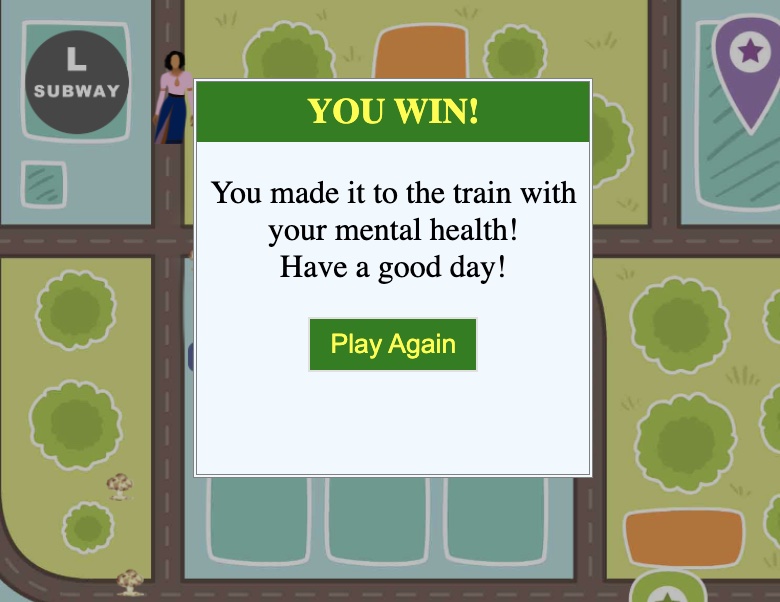 L
SUBWAY
YOU WIN!
You made it to the train with
your mental health!
Have a good day!
Play Again